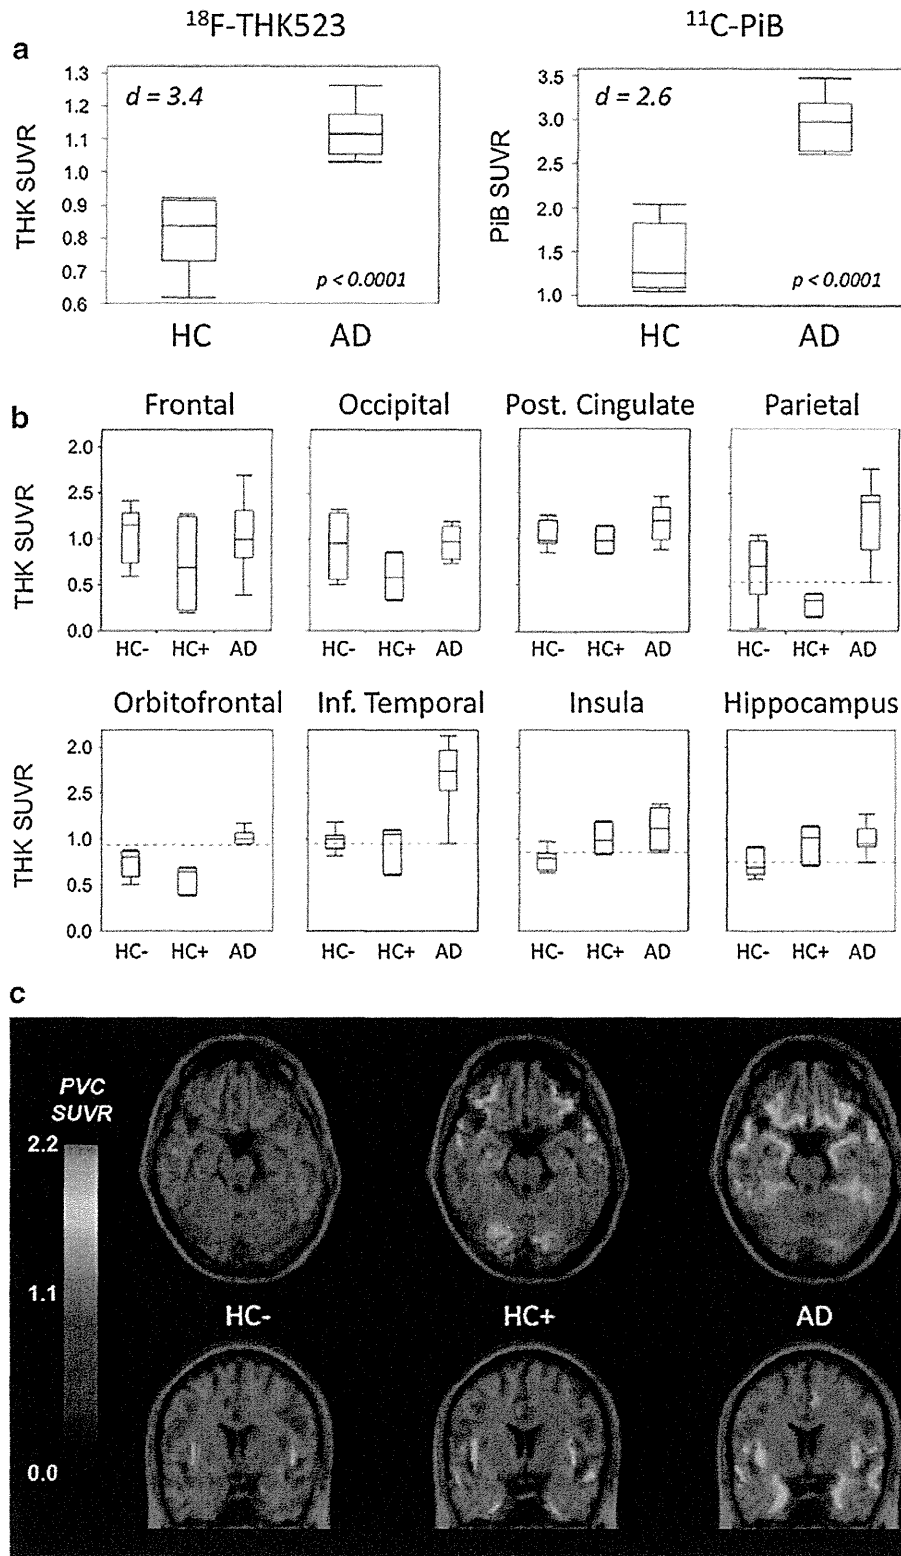 ¹⁸F-THK523
¹¹C-PiB
a
THK SUVR
1.3
1.2
1.1
1.0
0.9
0.8
0.7
0.6
d = 3.4
p < 0.0001
HC AD
PiB SUVR
3.5
3.0
2.5
2.0
1.5
1.0
d = 2.6
p < 0.0001
HC AD
b
Frontal Occipital Post. Cingulate Parietal
THK SUVR
2.0
2.5
1.0
0.5
0.0
HC- HC+ AD HC- HC+ AD HC- HC+ AD HC- HC+ AD
Orbitofrontal Inf. Temporal Insula Hippocampus
THK SUVR
2.0
2.5
1.0
0.5
0.0
HC- HC+ AD HC- HC+ AD HC- HC+ AD HC- HC+ AD
c
PVC
SUVR
2.2
1.1
0.0
HC- HC+ AD